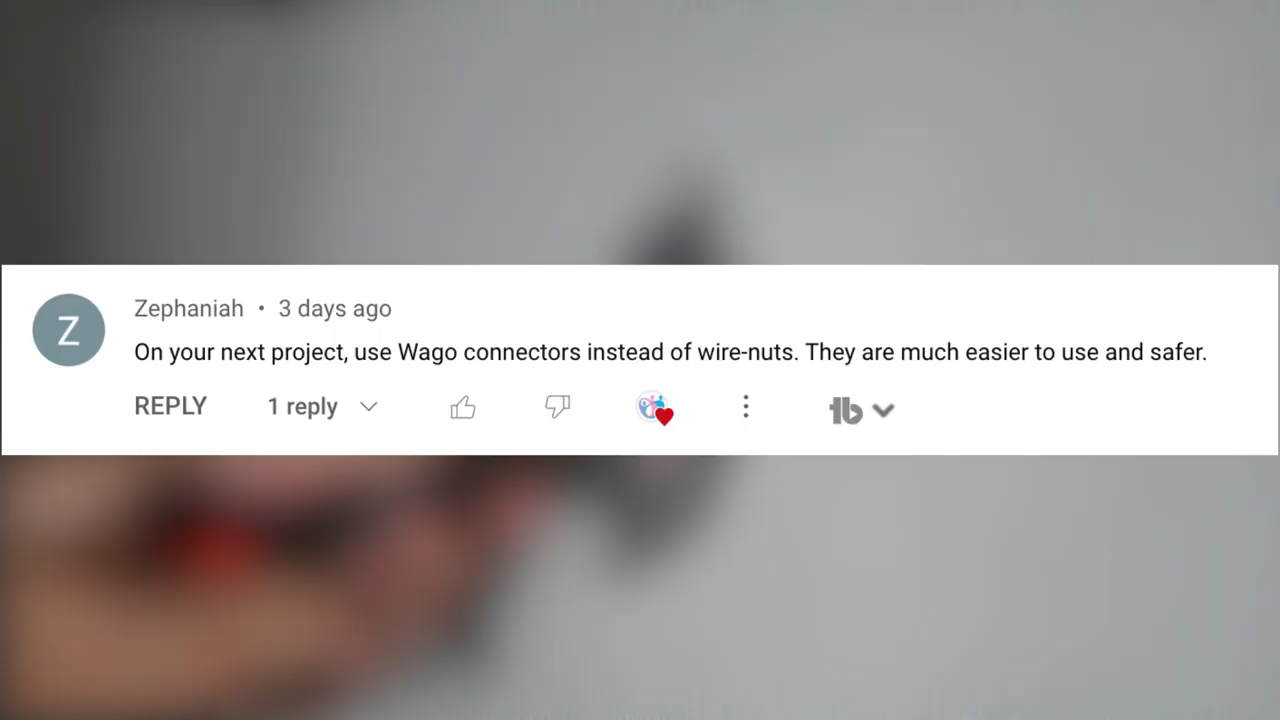 Z
Zephaniah • 3 days ago
On your next project, use Wago connectors instead of wire-nuts. They are much easier to use and safer.
REPLY 1 reply
tb